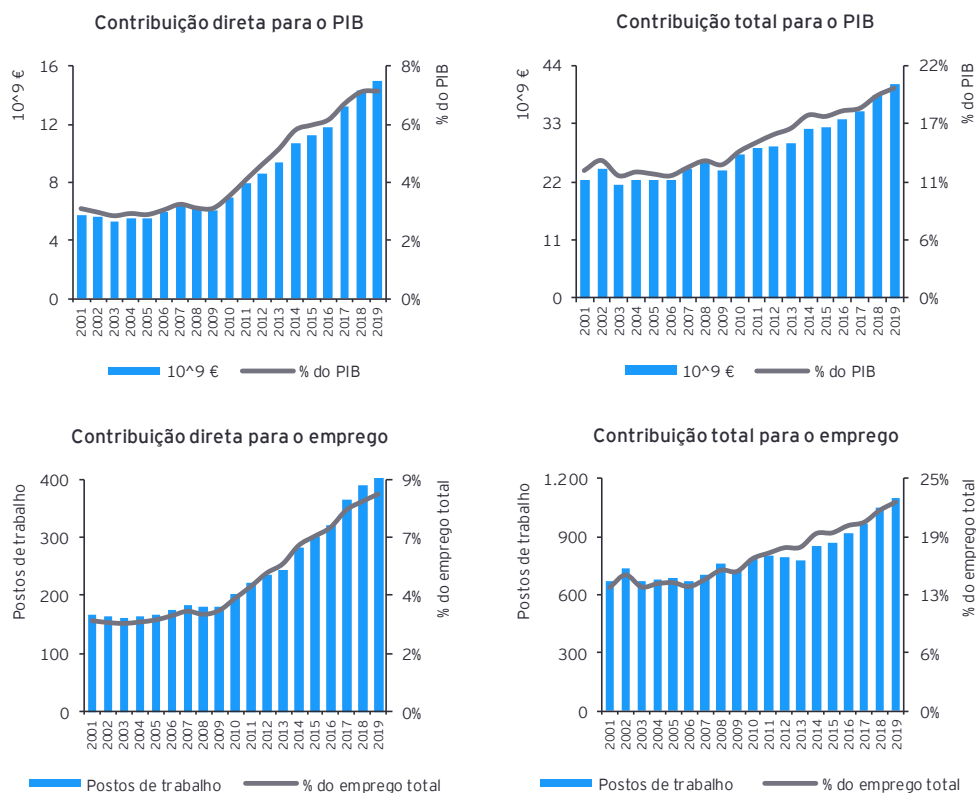 Contribuição direta para o PIB
10^9 €
16
12
8
4
0
8%
6%
4%
2%
0%
% do PIB
2001 2002 2003 2004 2005 2006 2007 2008 2009 2010 2011 2012 2013 2014 2015 2016 2017 2018 2019
10^9 € % do PIB
Contribuição total para o PIB
10^9 €
44
33
22
11
0
22%
17%
11%
6%
0%
% do PIB
2001 2002 2003 2004 2005 2006 2007 2008 2009 2010 2011 2012 2013 2014 2015 2016 2017 2018 2019
10^9 € % do PIB
Contribuição direta para o emprego
Postos de trabalho
400
300
200
100
0
9%
7%
4%
2%
0%
% do emprego total
2001 2002 2003 2004 2005 2006 2007 2008 2009 2010 2011 2012 2013 2014 2015 2016 2017 2018 2019
Postos de trabalho % do emprego total
Contribuição total para o emprego
Postos de trabalho
1.200
900
600
300
0
25%
19%
13%
6%
0%
% do emprego total
2001 2002 2003 2004 2005 2006 2007 2008 2009 2010 2011 2012 2013 2014 2015 2016 2017 2018 2019
Postos de trabalho % do emprego total